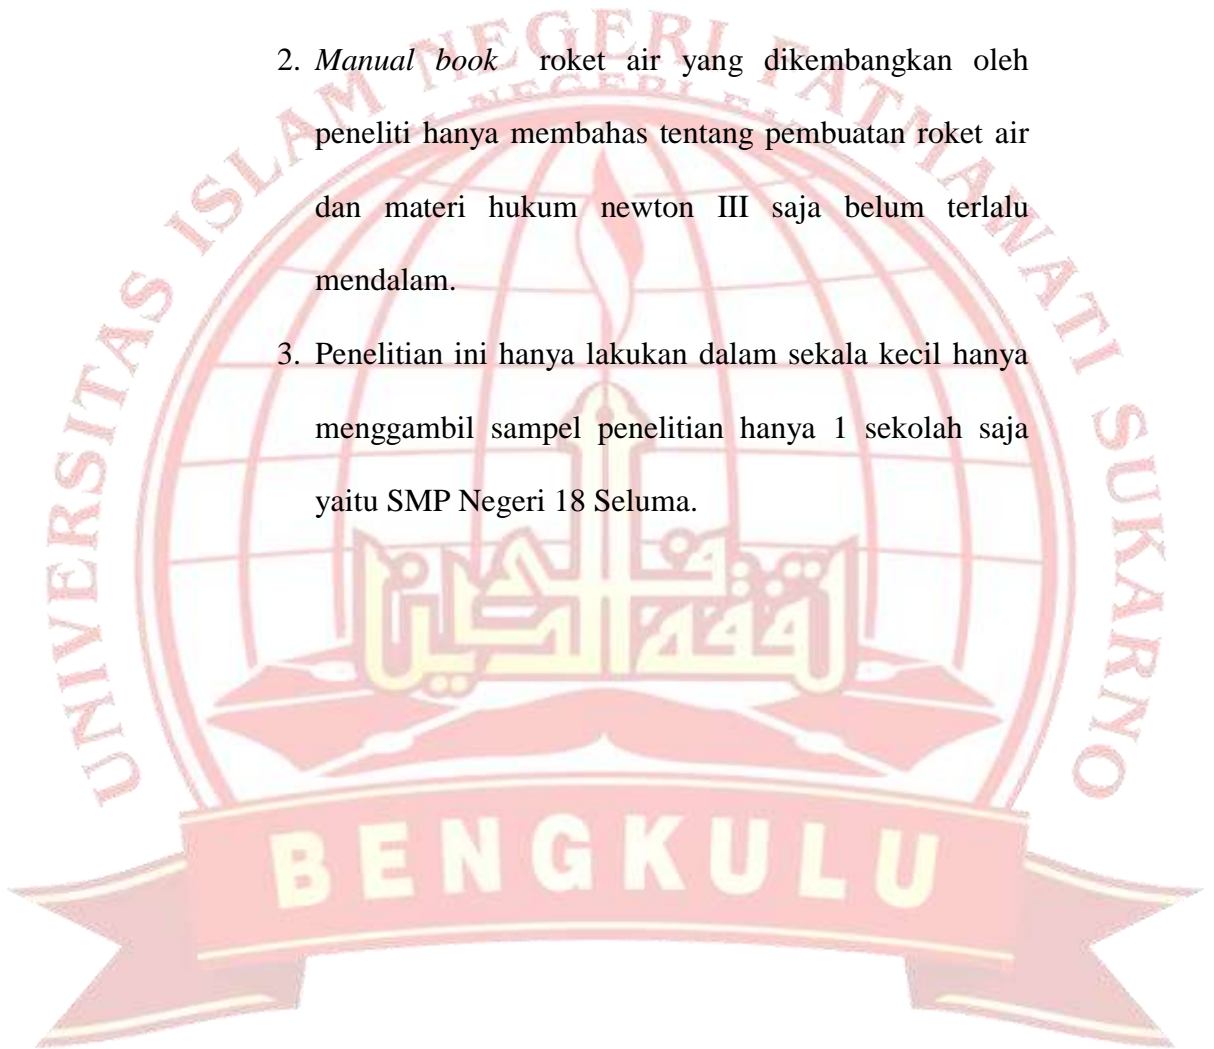 2. Manual book roket air yang dikembangkan oleh
peneliti hanya membahas tentang pembuatan roket air
dan materi hukum newton III saja belum terlalu
mendalam.
3. Penelitian ini hanya lakukan dalam sekala kecil hanya
menggambil sampel penelitian hanya 1 sekolah saja
yaitu SMP Negeri 18 Seluma.
UNIVERSITAS ISLAM NEGERI FATMAWATI SUKARNO
BENGKULU